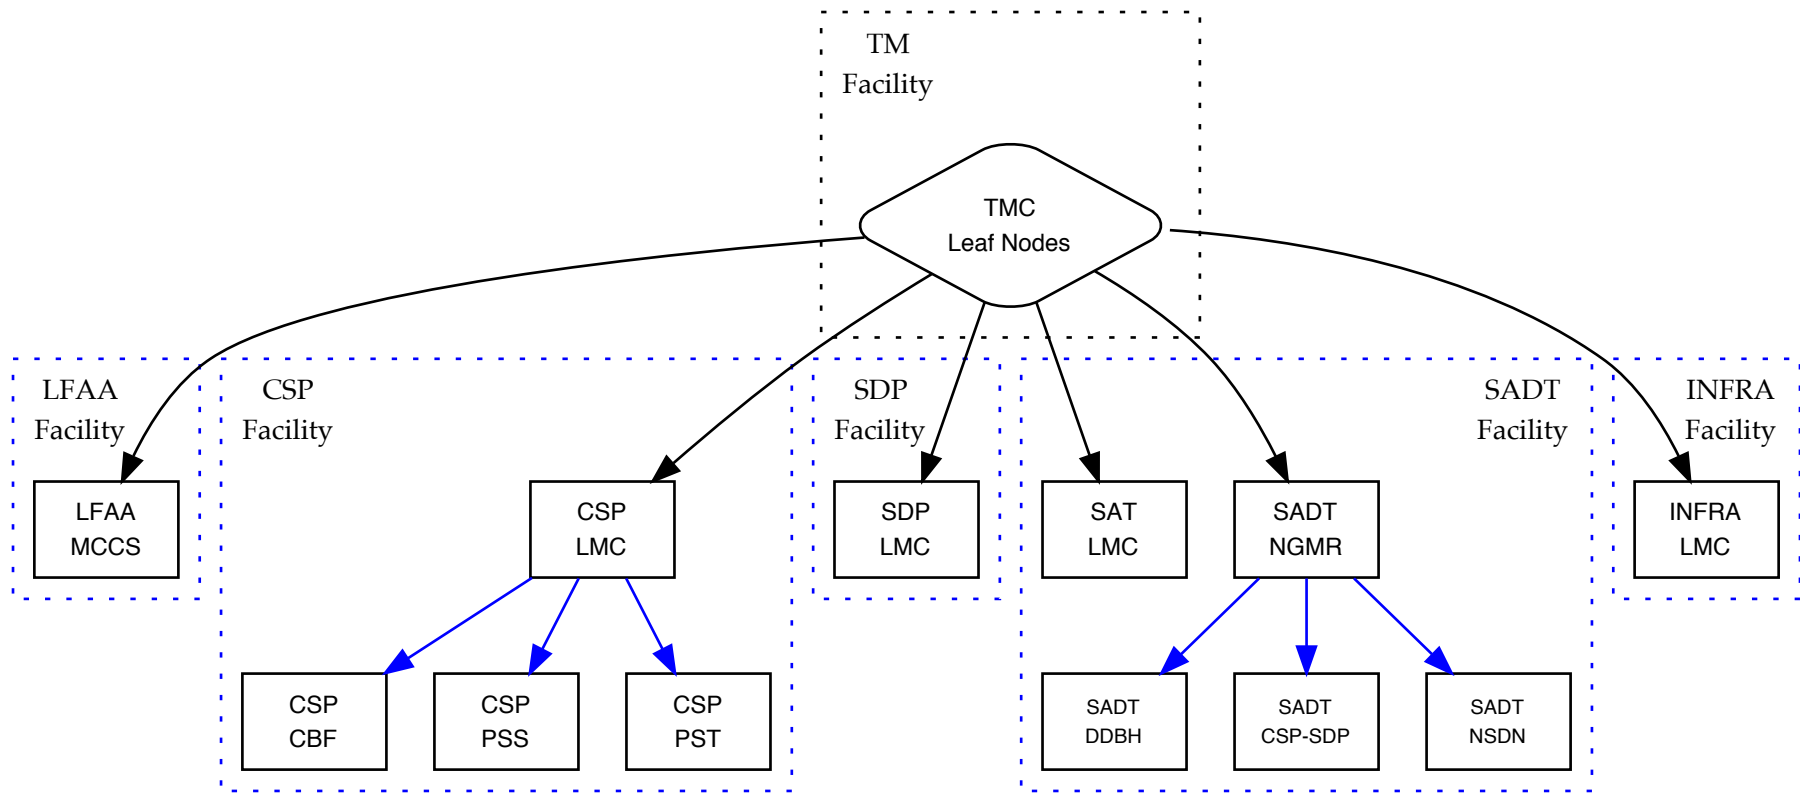 TM
Facility
TMC
Leaf Nodes
LFAA
Facility
CSP
Facility
SDP
Facility
SADT
Facility
INFRA
Facility
LFAA
MCCS
CSP
LMC
SDP
LMC
SAT
LMC
SADT
NGMR
INFRA
LMC
CSP
CBF
CSP
PSS
CSP
PST
SADT
DDBH
SADT
CSP-SDP
SADT
NSDN